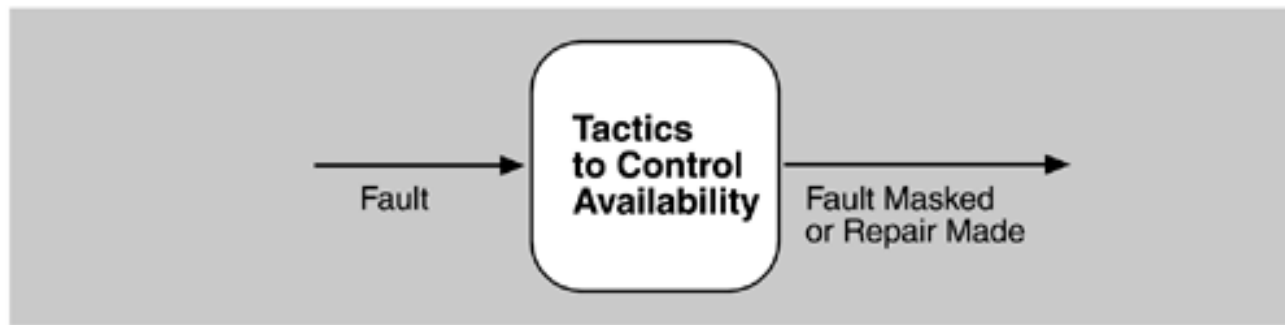 Fault
Tactics
to Control
Availability
Fault Masked
or Repair Made